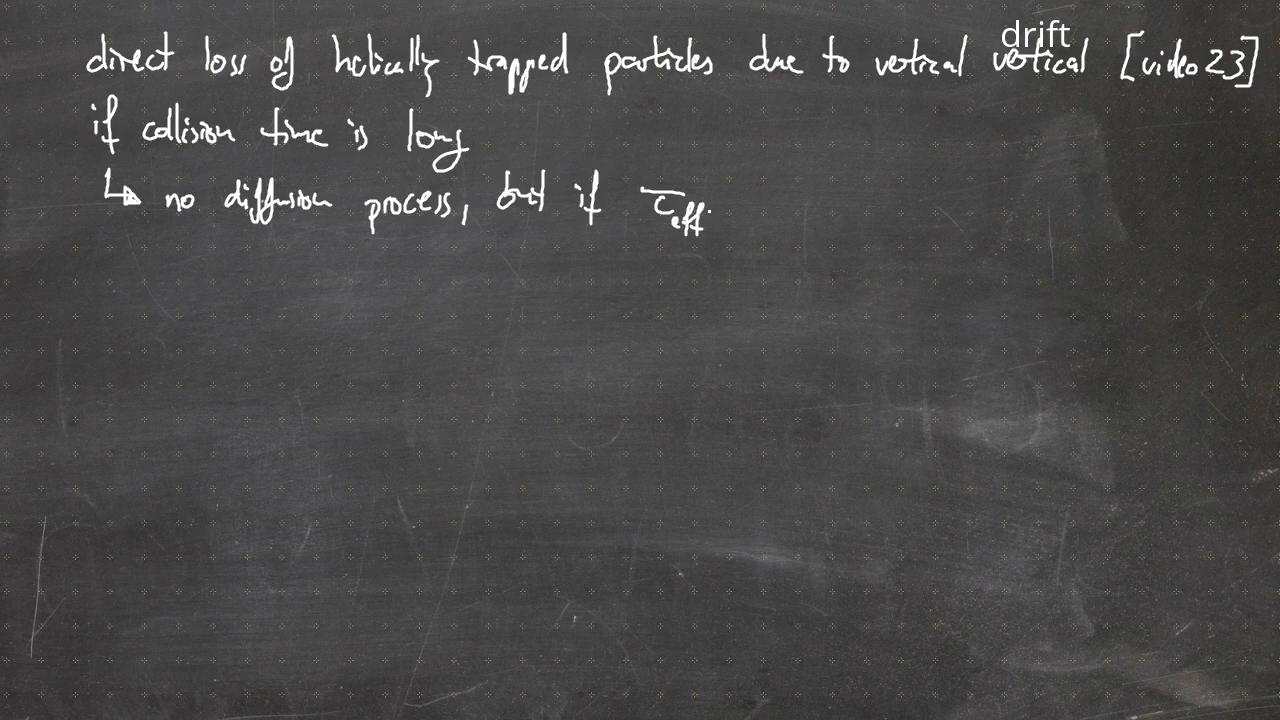 drift
direct loss of helically trapped particles due to vertical vertical [video 23]
if collision time is long
↳ no diffusion process, but if τeff.